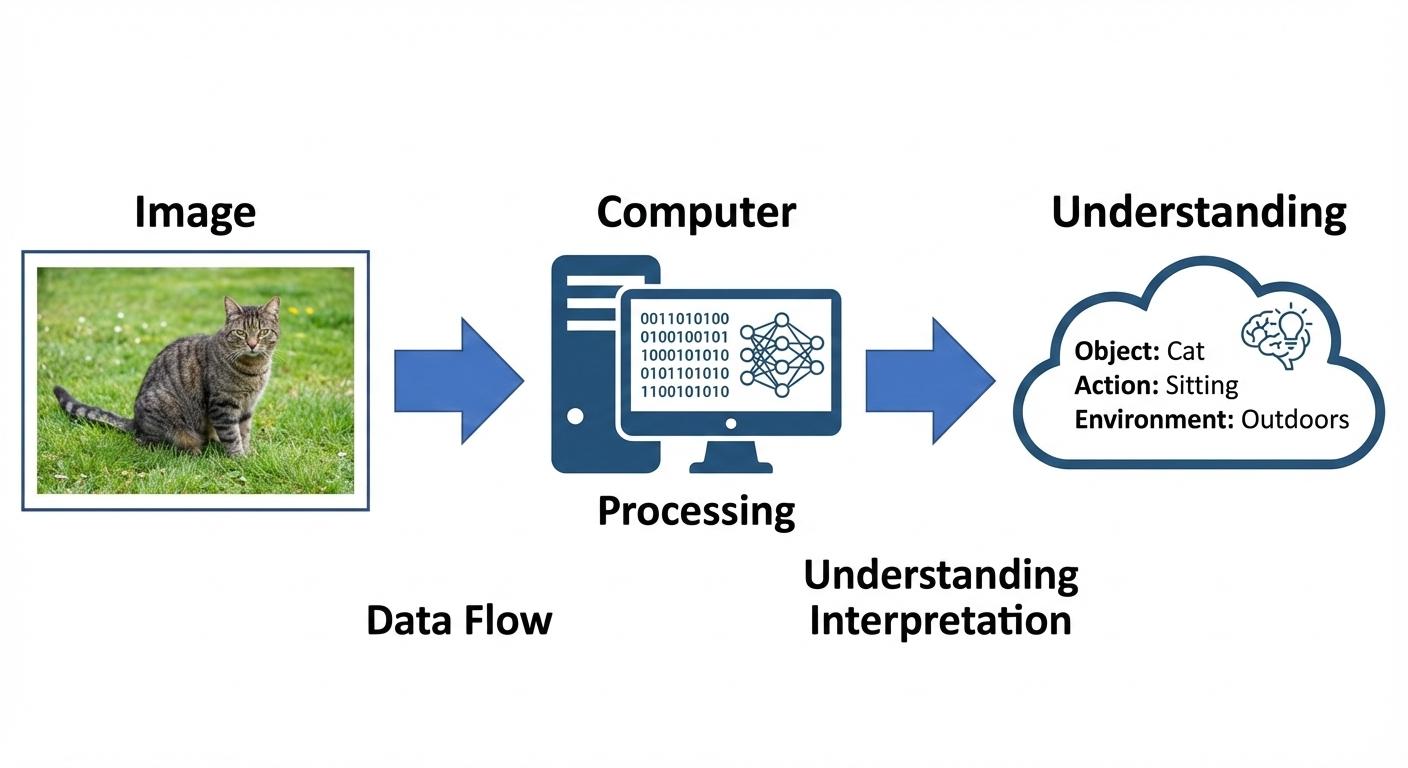 Image
Computer
Understanding
0011010100
0100100101
1000101010
0101101010
1100101010
Object: Cat
Action: Sitting
Environment: Outdoors
Processing
Understanding
Interpretation
Data Flow